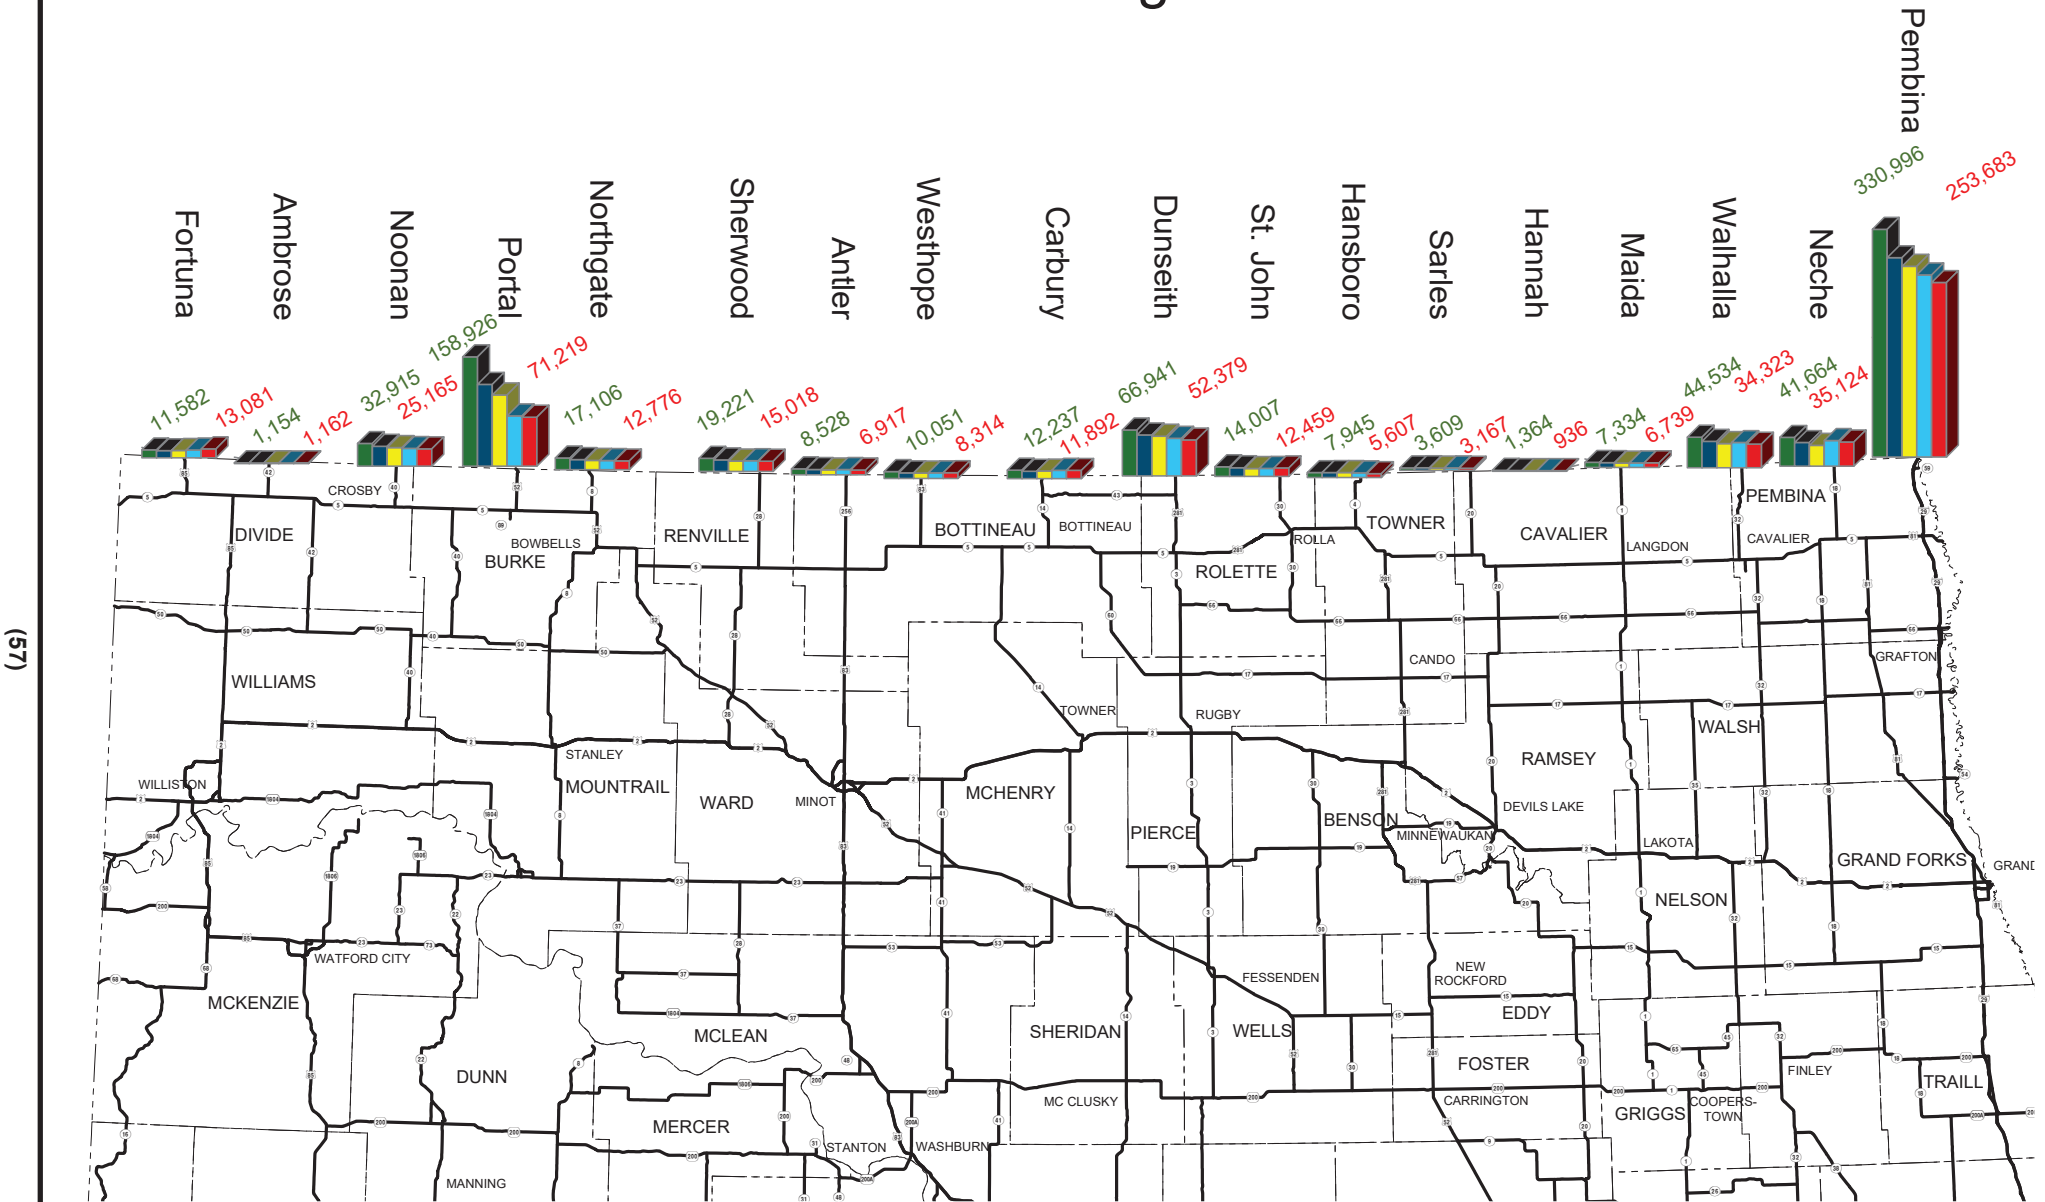 Pembina
330,996
253,683
Fortuna
Ambrose
Noonan
Portal
Northgate
Sherwood
Antler
Westhope
Carbury
Dunseith
St. John
Hansboro
Sarles
Hannah
Maida
Walhalla
Neche
11,582
13,081
1,154
1,162
32,915
25,165
158,926
71,219
17,106
12,776
19,221
15,018
8,528
6,917
10,051
8,314
12,237
11,892
66,941
52,379
14,007
12,459
7,945
5,607
3,609
3,167
1,364
936
7,334
6,739
44,534
34,323
41,664
35,124
CROSBY
DIVIDE
BOWBELLS
BURKE
RENVILLE
BOTTINEAU
BOTTINEAU
ROLLA
ROLETTE
TOWNER
CAVALIER
LANGDON
PEMBINA
CAVALIER
WILLIAMS
CANDO
GRAFTON
TOWNER
RUGBY
WALSH
STANLEY
WILLISTON
MOUNTRAIL
WARD
MINOT
MCHENRY
PIERCE
BENSON
MINNEWAUKAN
RAMSEY
DEVILS LAKE
LAKOTA
GRAND FORKS
GRAND
NELSON
(57)
WATFORD CITY
MCKENZIE
FESSENDEN
NEW
ROCKFORD
EDDY
MCLEAN
SHERIDAN
WELLS
FOSTER
DUNN
FINLEY
TRAILL
MERCER
MC CLUSKY
CARRINGTON
GRIGGS
COOPERS-
TOWN
STANTON
WASHBURN
MANNING